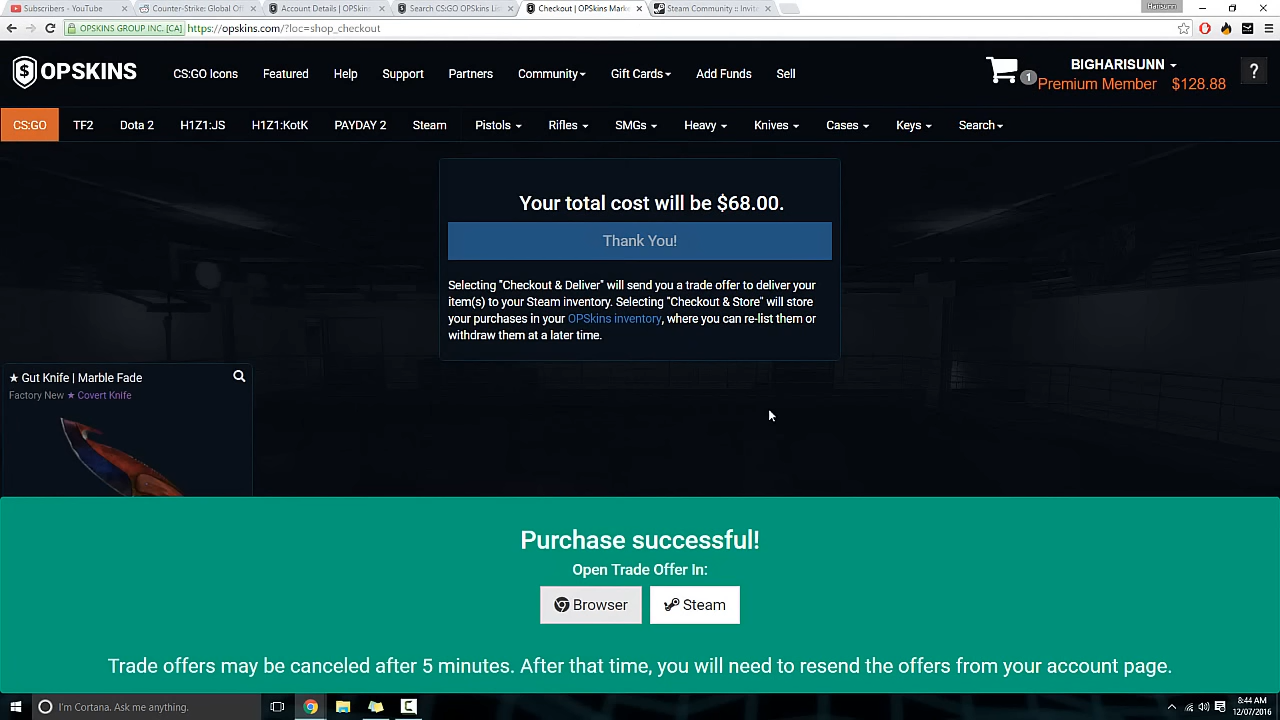 Subscribers - YouTube
Counter-Strike: Global Of
Account Details | OPSkin
Search CS:GO OPSkins Lis
Checkout | OPSkins Mark
Steam Community :: Invit
Harisunn
OPSKINS GROUP INC. [CA]
https://opskins.com/?loc=shop_checkout
OPSKINS
CS:GO Icons
Featured
Help
Support
Partners
Community
Gift Cards
Add Funds
Sell
1
BIGHARISUNN
Premium Member $128.88
?
CS:GO
TF2
Dota 2
H1Z1:JS
H1Z1:KotK
PAYDAY 2
Steam
Pistols
Rifles
SMGs
Heavy
Knives
Cases
Keys
Search
Your total cost will be $68.00.
Thank You!
Selecting "Checkout & Deliver" will send you a trade offer to deliver your
item(s) to your Steam inventory. Selecting "Checkout & Store" will store
your purchases in your OPSkins inventory, where you can re-list them or
withdraw them at a later time.
★ Gut Knife | Marble Fade
Factory New ★ Covert Knife
Purchase successful!
Open Trade Offer In:
Browser
Steam
Trade offers may be canceled after 5 minutes. After that time, you will need to resend the offers from your account page.
I'm Cortana. Ask me anything.
8:44 AM
12/07/2016